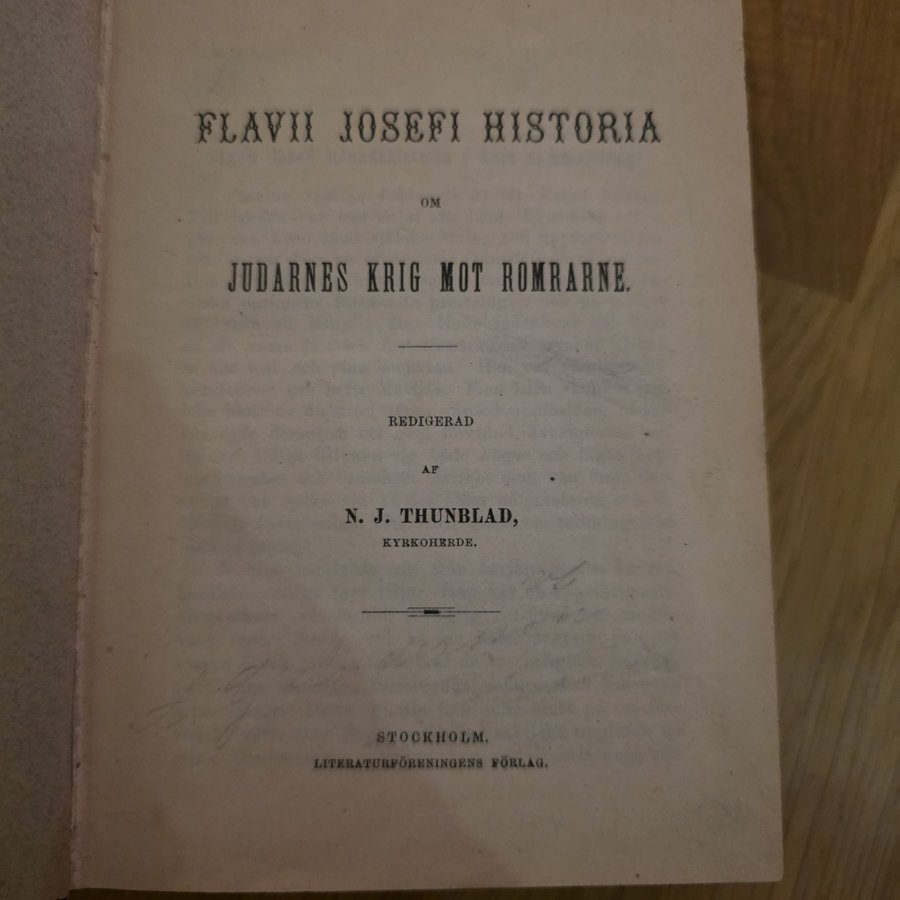 FLAVII JOSEFI HISTORIA
OM
JUDARNES KRIG MOT ROMRARNE.
REDIGERAD
AF
N. J. THUNBLAD,
KYRKOHERDE.
STOCKHOLM.
LITERATURFÖRENINGENS FÖRLAG.